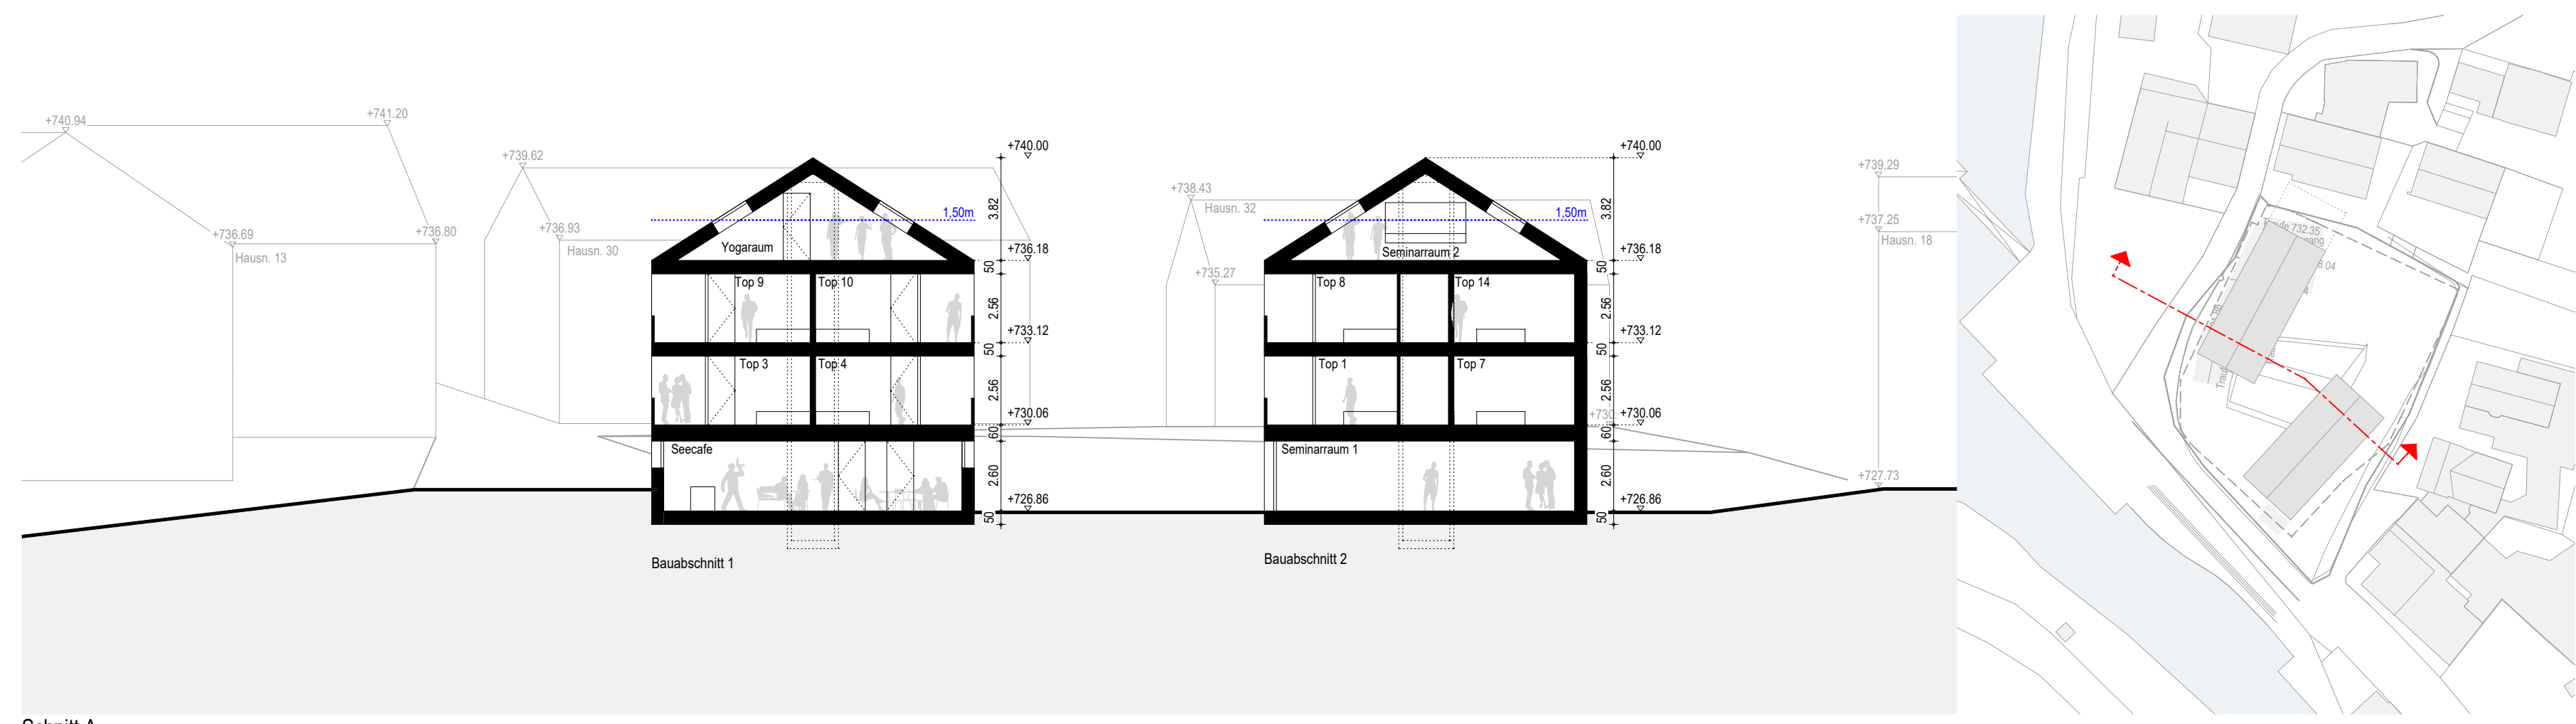 +740.94
+741.20
+736.69
+736.80
Hausn. 13
+739.62
+736.93
Hausn. 30
1,50m
Yogaraum
Top 9
Top 10
Top 3
Top 4
Seecafe
Bauabschnitt 1
+740.00
3.82
+736.18
50
2.56
+733.12
50
2.56
+730.06
60
2.60
+726.86
50
+738.43
Hausn. 32
+735.27
1,50m
Seminarraum 2
Top 8
Top 14
Top 1
Top 7
Seminarraum 1
Bauabschnitt 2
+740.00
3.82
+736.18
50
2.56
+733.12
50
2.56
+730.06
60
2.60
+726.86
50
+739.29
+737.25
Hausn. 18
+727.73
732.35
Schnitt A